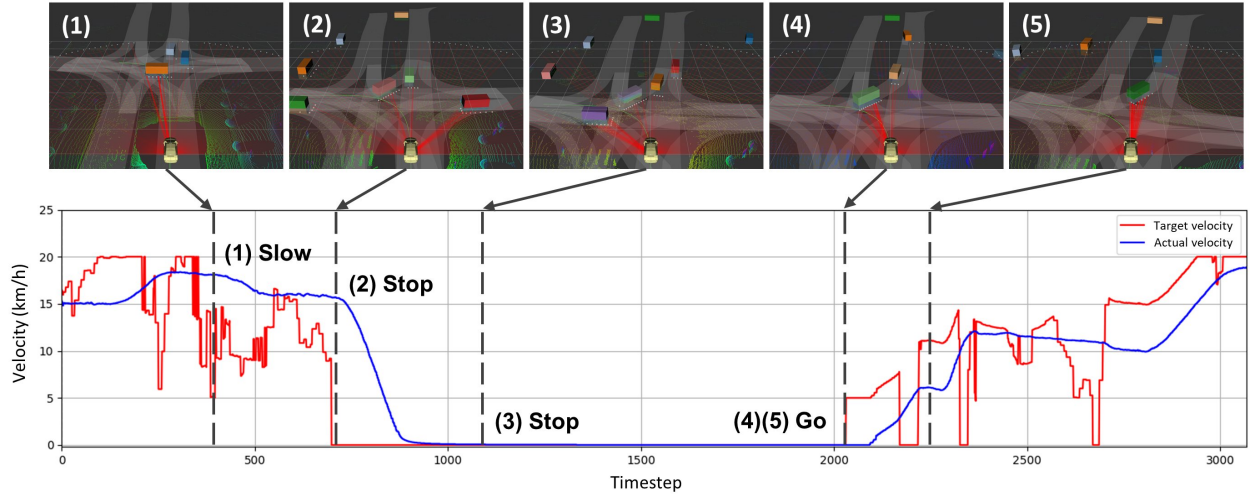 (1) (2) (3) (4) (5)
25
20
15
10
5
0
Velocity (km/h)
Target velocity
Actual velocity
(1) Slow
(2) Stop
(3) Stop
(4)(5) Go
0 500 1000 1500 2000 2500 3000
Timestep